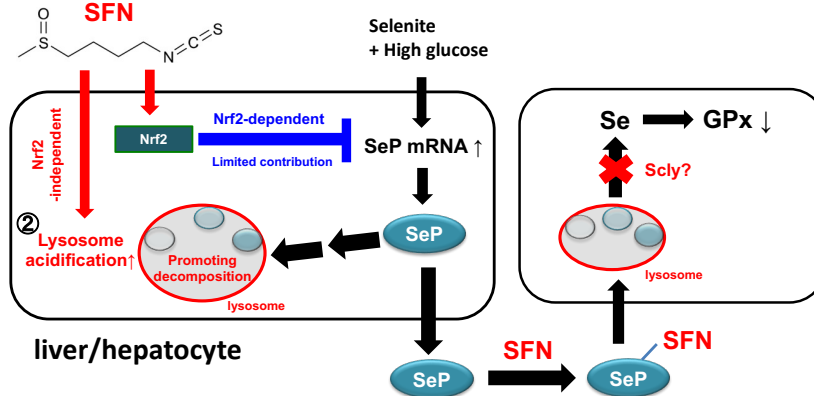 SFN
O
S
N
C
S
Selenite
+ High glucose
Nrf2
-independent
Nrf2
Nrf2-dependent
Limited contribution
SeP mRNA ↑
②
Lysosome
acidification↑
Promoting
decomposition
lysosome
SeP
liver/hepatocyte
SeP
SFN
SeP
SFN
Se
GPx ↓
Scly?
lysosome